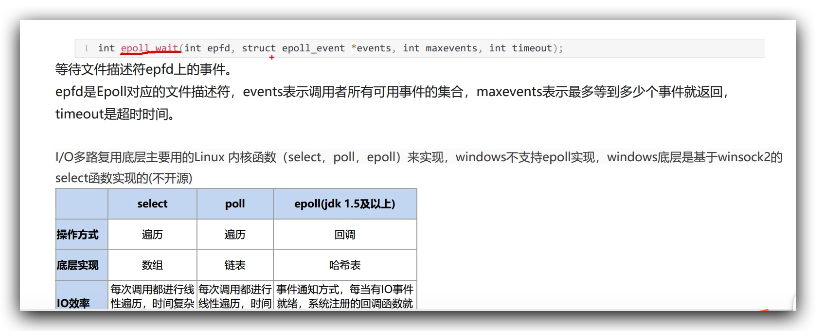 1 int epoll_wait(int epfd, struct epoll_event *events, int maxevents, int timeout);
等待文件描述符epfd上的事件。
epfd是Epoll对应的文件描述符，events表示调用者所有可用事件的集合，maxevents表示最多等到多少个事件就返回，
timeout是超时时间。
I/O多路复用底层主要用的Linux 内核函数（select，poll，epoll）来实现，windows不支持epoll实现，windows底层是基于winsock2的
select函数实现的(不开源)
select poll epoll(jdk 1.5及以上)
操作方式 遍历 遍历 回调
底层实现 数组 链表 哈希表
每次调用都进行线 每次调用都进行 事件通知方式，每当有IO事件
IO效率 性遍历，时间复杂 线性遍历，时间 就绪，系统注册的回调函数就